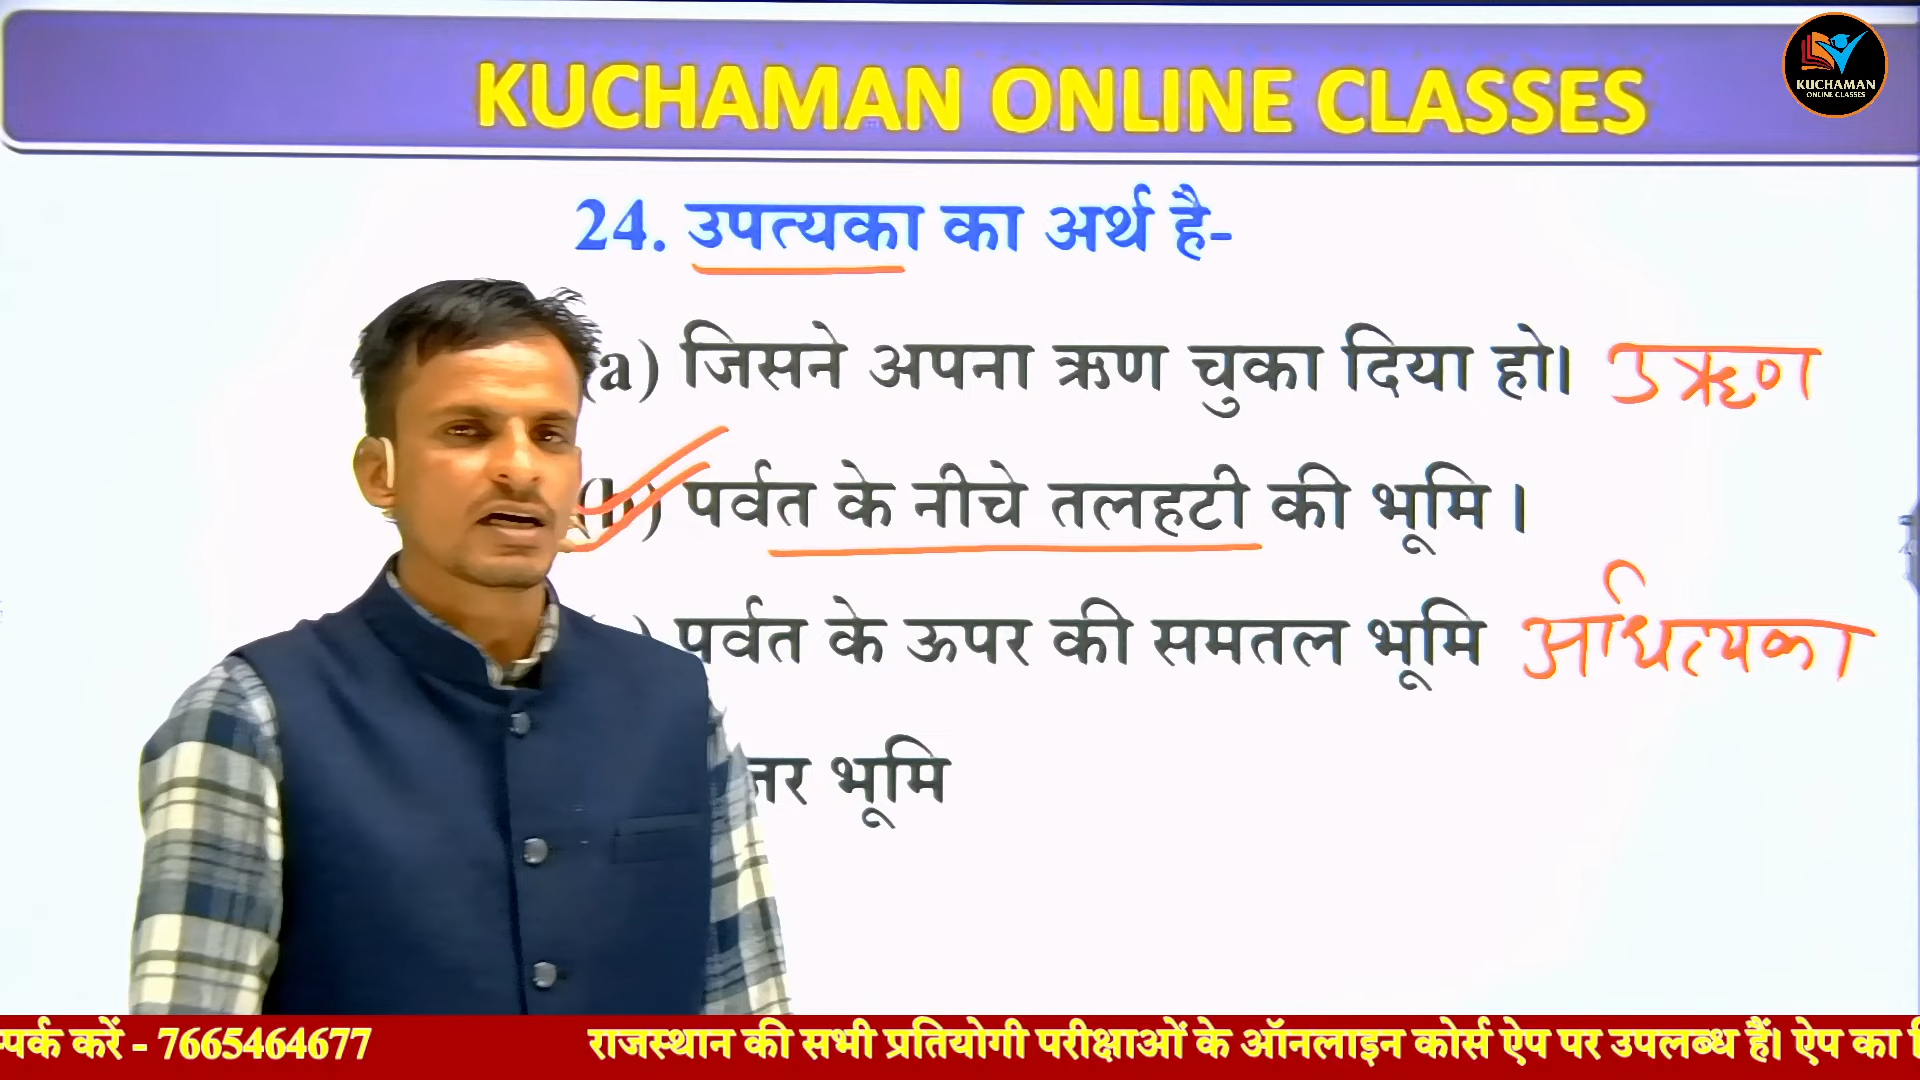 KUCHAMAN ONLINE CLASSES
KUCHAMAN
ONLINE CLASSES
24. उपत्यका का अर्थ है-
(a) जिसने अपना ऋण चुका दिया हो। उऋण
(b) पर्वत के नीचे तलहटी की भूमि ।
पर्वत के ऊपर की समतल भूमि अधित्यका
भूमि
करें - 7665464677 राजस्थान की सभी प्रतियोगी परीक्षाओं के ऑनलाइन कोर्स ऐप पर उपलब्ध हैं। ऐप का